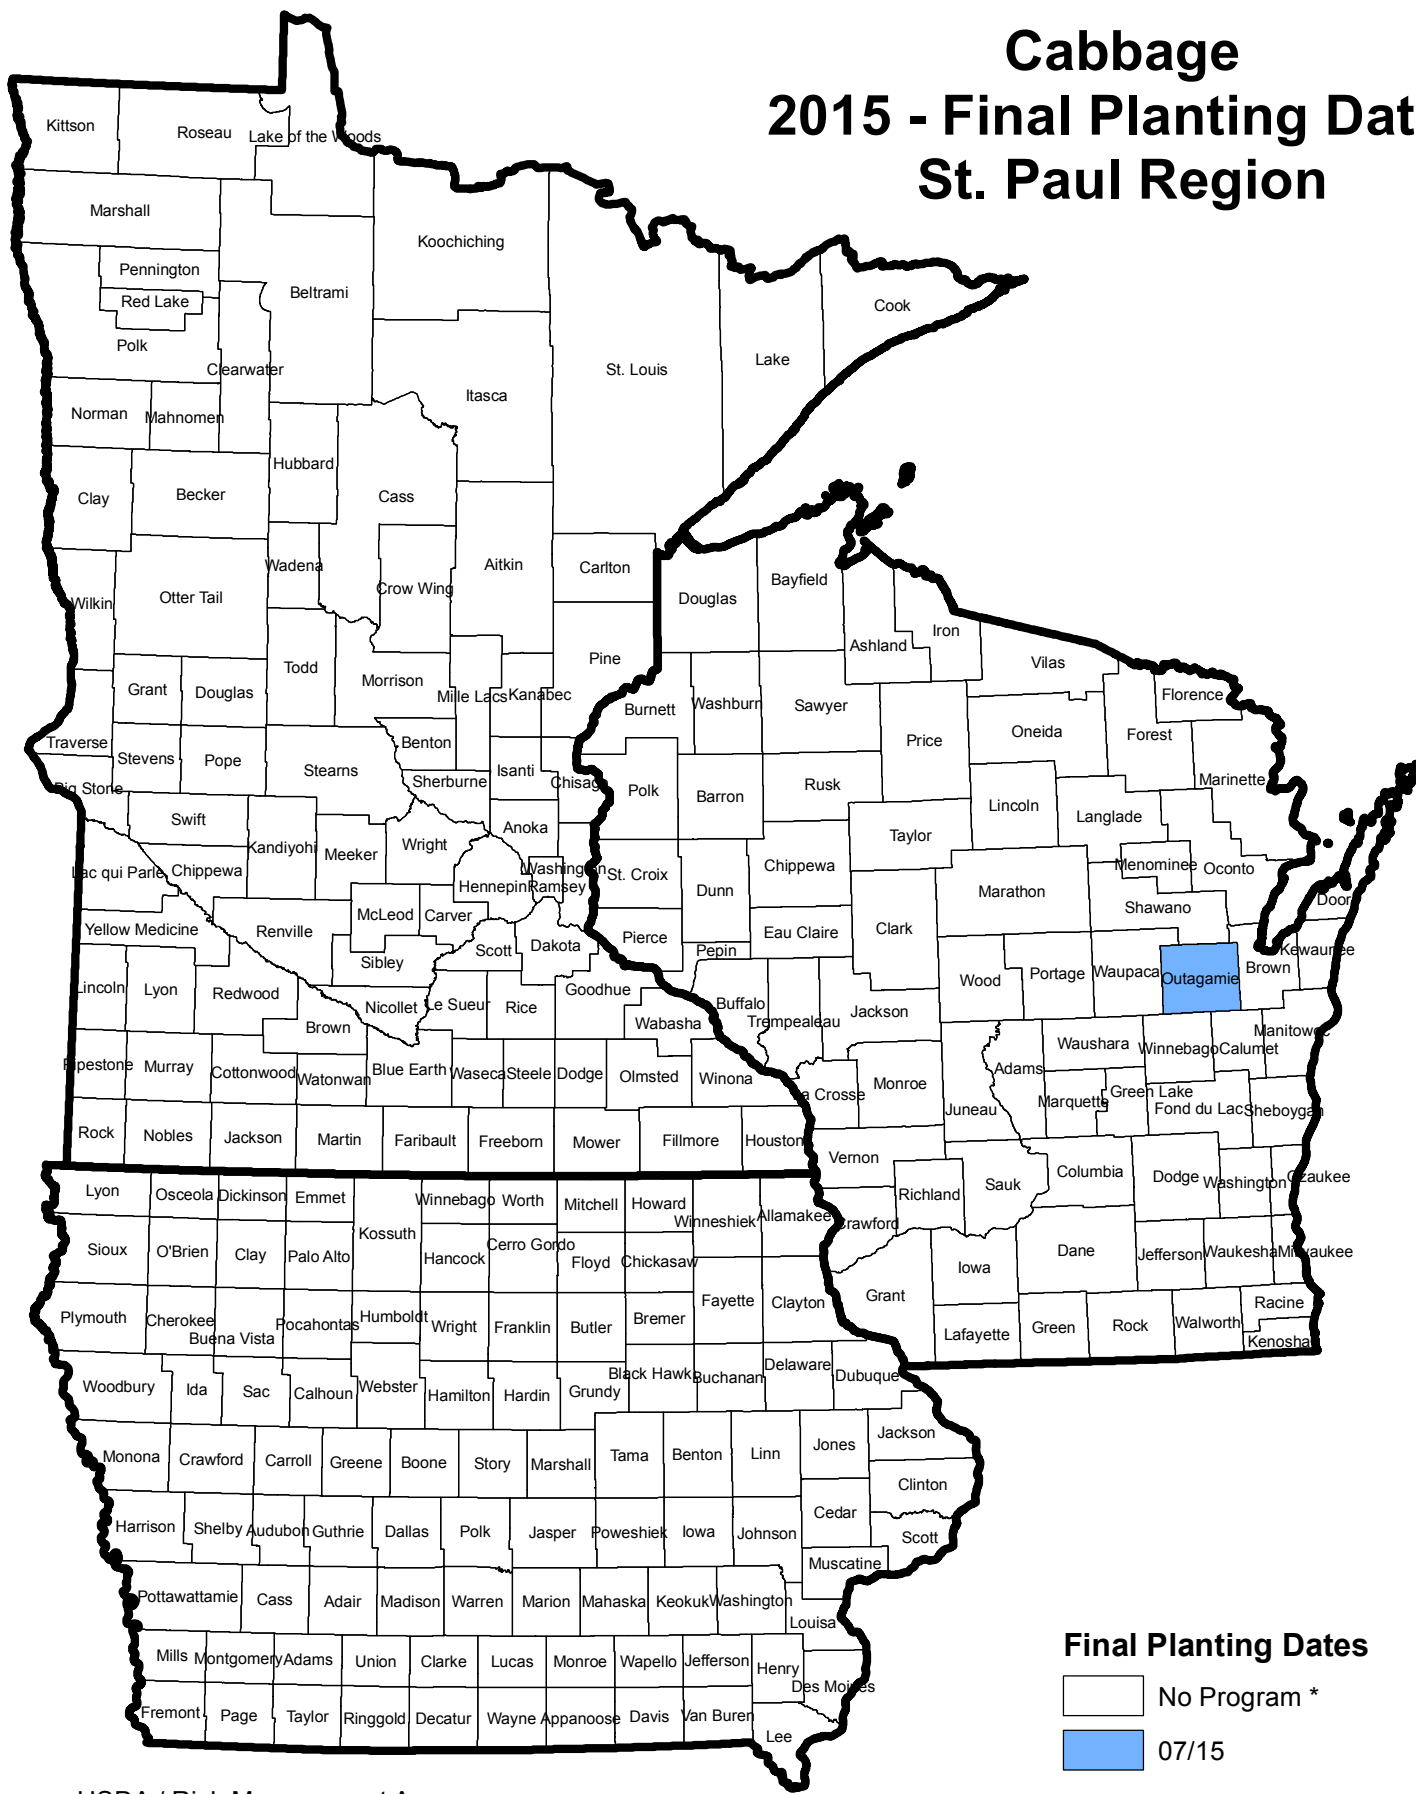 Cabbage
2015 - Final Planting Dat
St. Paul Region
Kittson
Roseau
Lake of the Woods
Marshall
Koochiching
Pennington
Beltrami
Red Lake
Cook
Polk
Clearwater
St. Louis
Lake
Itasca
Norman
Mahnomen
Hubbard
Clay
Becker
Cass
Wadena
Aitkin
Carlton
Crow Wing
Otter Tail
Wilkin
Douglas
Bayfield
Ashland
Iron
Vilas
Todd
Pine
Morrison
Grant
Douglas
Mille Lacs
Kanabec
Burnett
Washburn
Sawyer
Florence
Price
Oneida
Forest
Traverse
Benton
Stevens
Pope
Stearns
Isanti
Sherburne
Chisag
Big Stone
Polk
Barron
Rusk
Marinette
Lincoln
Langlade
Swift
Anoka
Taylor
Kandiyohi
Meeker
Wright
Lac qui Parle
Chippewa
Washington
Hennepin
Ramsey
St. Croix
Dunn
Chippewa
Menominee
Oconto
Marathon
Door
Shawano
McLeod
Carver
Yellow Medicine
Renville
Scott
Dakota
Pierce
Pepin
Eau Claire
Clark
Sibley
Kewaunee
Wood
Portage
Waupaca
Outagamie
Brown
Lincoln
Lyon
Redwood
Nicollet
Le Sueur
Rice
Goodhue
Buffalo
Trempealeau
Jackson
Brown
Wabasha
Waushara
Winnebago
Calumet
Manitowoc
Pipestone
Murray
Cottonwood
Watonwan
Blue Earth
Waseca
Steele
Dodge
Olmsted
Winona
La Crosse
Monroe
Adams
Juneau
Marquette
Green Lake
Fond du Lac
Sheboygan
Rock
Nobles
Jackson
Martin
Faribault
Freeborn
Mower
Fillmore
Houston
Vernon
Columbia
Dodge
Washington
Ozaukee
Richland
Sauk
Crawford
Lyon
Osceola
Dickinson
Emmet
Kossuth
Winnebago
Worth
Mitchell
Howard
Winneshiek
Allamakee
Sioux
O'Brien
Clay
Palo Alto
Hancock
Cerro Gordo
Floyd
Chickasaw
Dane
Jefferson
Waukesha
Milwaukee
Iowa
Grant
Plymouth
Cherokee
Buena Vista
Pocahontas
Humboldt
Wright
Franklin
Butler
Bremer
Fayette
Clayton
Racine
Lafayette
Green
Rock
Walworth
Kenosha
Woodbury
Ida
Sac
Calhoun
Webster
Hamilton
Hardin
Grundy
Black Hawk
Buchanan
Delaware
Dubuque
Monona
Crawford
Carroll
Greene
Boone
Story
Marshall
Tama
Benton
Linn
Jones
Jackson
Clinton
Cedar
Harrison
Shelby
Audubon
Guthrie
Dallas
Polk
Jasper
Poweshiek
Iowa
Johnson
Scott
Muscatine
Pottawattamie
Cass
Adair
Madison
Warren
Marion
Mahaska
Keokuk
Washington
Louisa
Mills
Montgomery
Adams
Union
Clarke
Lucas
Monroe
Wapello
Jefferson
Henry
Des Moines
Fremont
Page
Taylor
Ringgold
Decatur
Wayne
Appanoose
Davis
Van Buren
Lee
Final Planting Dates
No Program *
07/15